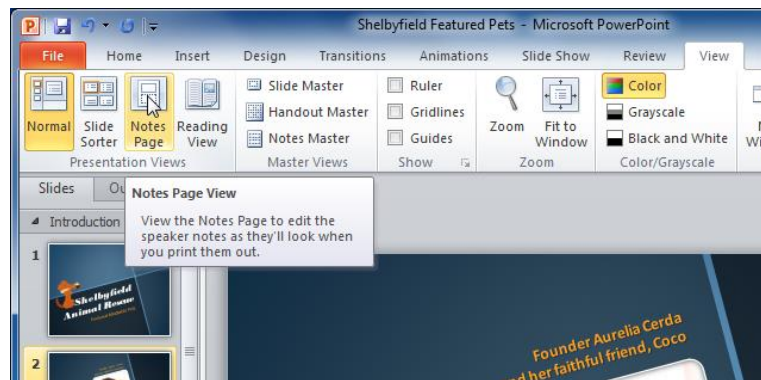 Shelbyfield Featured Pets - Microsoft PowerPoint
File Home Insert Design Transitions Animations Slide Show Review View
Normal
Slide Sorter
Notes Page
Reading View
Presentation Views
Slide Master
Handout Master
Notes Master
Master Views
Ruler
Gridlines
Guides
Show
Zoom
Fit to Window
Zoom
Color
Grayscale
Black and White
Color/Grayscale
Slides
Notes Page View
View the Notes Page to edit the
speaker notes as they'll look when
you print them out.
Introduction
1
Shelbyfield
Animal Rescue
2
Founder Aurelia Cerda
her faithful friend, Coco